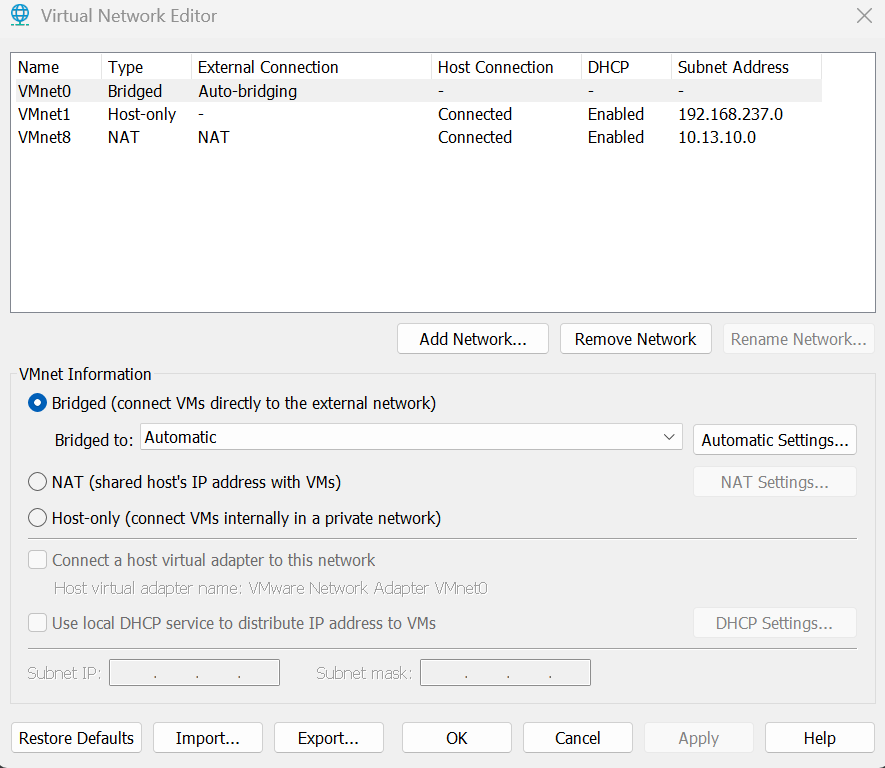 Virtual Network Editor
Name Type External Connection Host Connection DHCP Subnet Address
VMnet0 Bridged Auto-bridging - - -
VMnet1 Host-only - Connected Enabled 192.168.237.0
VMnet8 NAT NAT Connected Enabled 10.13.10.0
Add Network... Remove Network Rename Network...
VMnet Information
Bridged (connect VMs directly to the external network)
Bridged to: Automatic Automatic Settings...
NAT (shared host's IP address with VMs) NAT Settings...
Host-only (connect VMs internally in a private network)
Connect a host virtual adapter to this network
Host virtual adapter name: VMware Network Adapter VMnet0
Use local DHCP service to distribute IP address to VMs DHCP Settings...
Subnet IP: . . . Subnet mask: . . .
Restore Defaults Import... Export... OK Cancel Apply Help